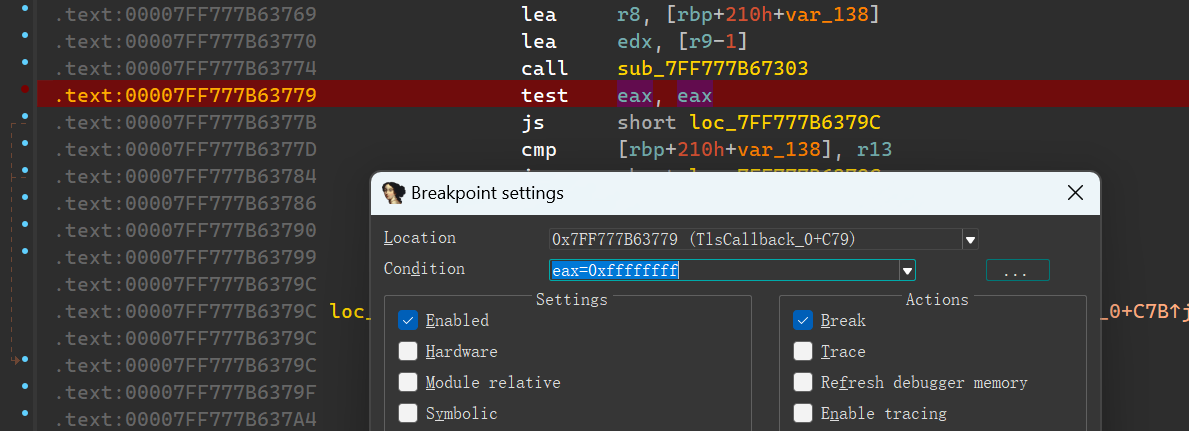 .text:00007FF777B63769 lea r8, [rbp+210h+var_138]
.text:00007FF777B63770 lea edx, [r9-1]
.text:00007FF777B63774 call sub_7FF777B67303
.text:00007FF777B63779 test eax, eax
.text:00007FF777B6377B js short loc_7FF777B6379C
.text:00007FF777B6377D cmp [rbp+210h+var_138], r13
.text:00007FF777B63784
.text:00007FF777B63786
.text:00007FF777B63790
.text:00007FF777B63799
.text:00007FF777B6379C
.text:00007FF777B6379C loc_ _0+C7B↑j
.text:00007FF777B6379C
.text:00007FF777B6379C
.text:00007FF777B6379F
.text:00007FF777B637A4
Breakpoint settings
Location 0x7FF777B63779 (TlsCallback_0+C79)
Condition eax=0xffffffff ...
Settings Actions
Enabled Break
Hardware Trace
Module relative Refresh debugger memory
Symbolic Enable tracing